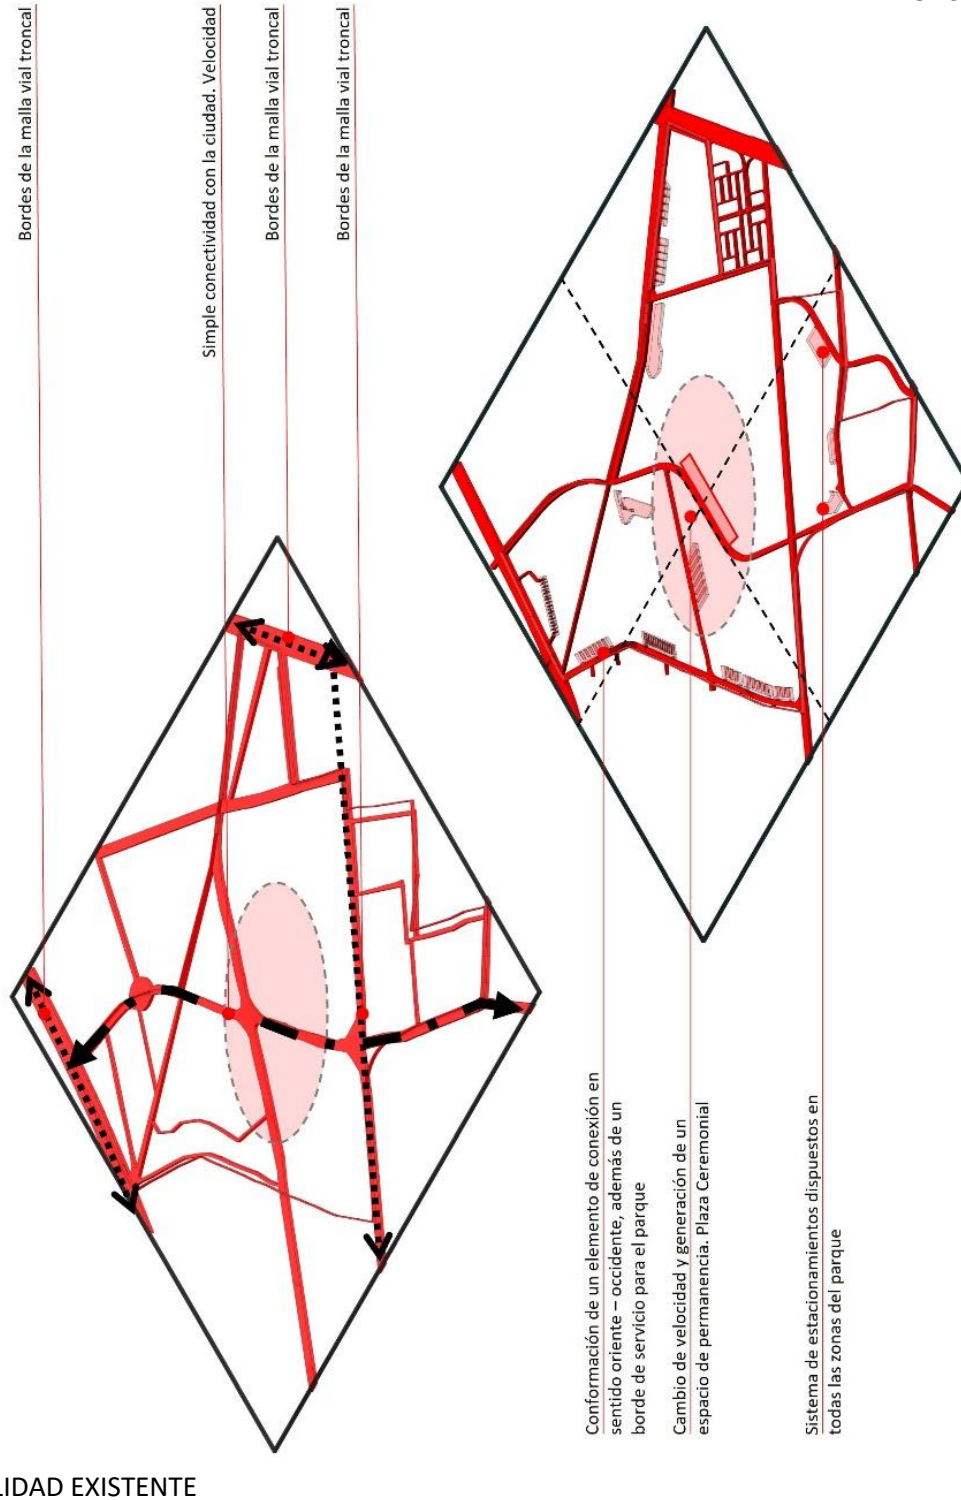 Bordes de la malla vial troncal
Simple conectividad con la ciudad. Velocidad
Bordes de la malla vial troncal
Bordes de la malla vial troncal
Conformación de un elemento de conexión en
sentido oriente – occidente, además de un
borde de servicio para el parque
Cambio de velocidad y generación de un
espacio de permanencia. Plaza Ceremonial
Sistema de estacionamientos dispuestos en
todas las zonas del parque
LIDAD EXISTENTE